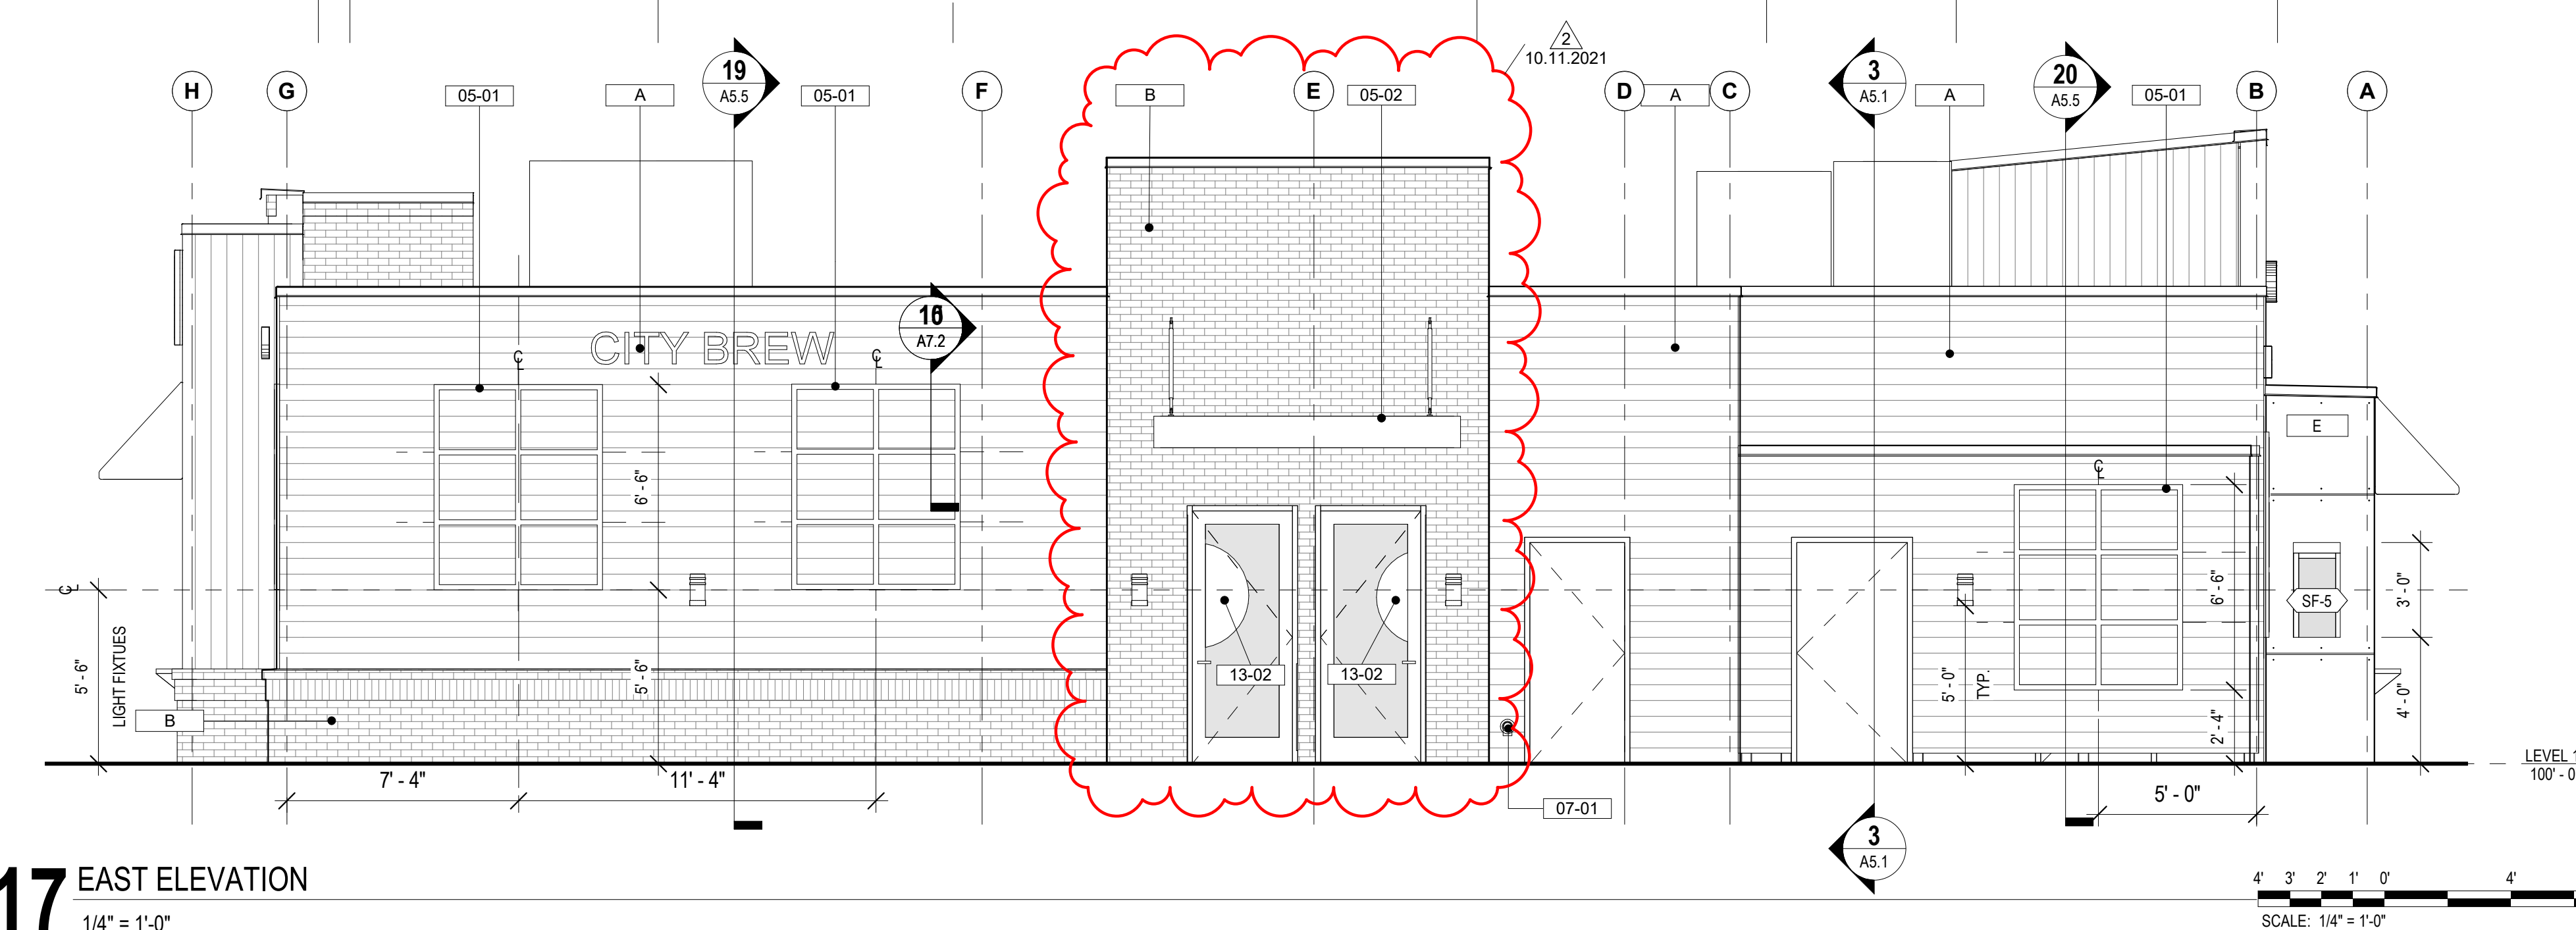 2
10.11.2021
H
G
05-01
A
19
A5.5
05-01
F
B
E
05-02
D
A
C
3
A5.1
A
20
A5.5
05-01
B
A
CITY BREW
A7.2
E
℄
℄
℄
℄
6' - 6"
5' - 6"
5' - 6"
LIGHT FIXTUES
B
13-02
13-02
SF-5
6' - 6"
3' - 0"
5' - 0"
TYP.
2' - 4"
4' - 0"
7' - 4"
11' - 4"
07-01
5' - 0"
LEVEL
100' - 0
3
A5.1
17
EAST ELEVATION
1/4" = 1'-0"
4' 3' 2' 1' 0' 4'
SCALE: 1/4" = 1'-0"